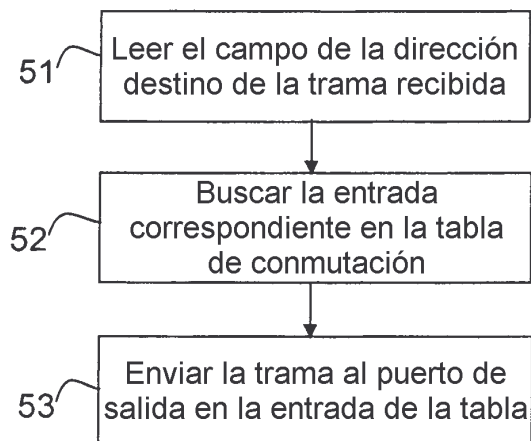 51
Leer el campo de la dirección
destino de la trama recibida
52
Buscar la entrada
correspondiente en la tabla
de conmutación
53
Enviar la trama al puerto de
salida en la entrada de la tabla